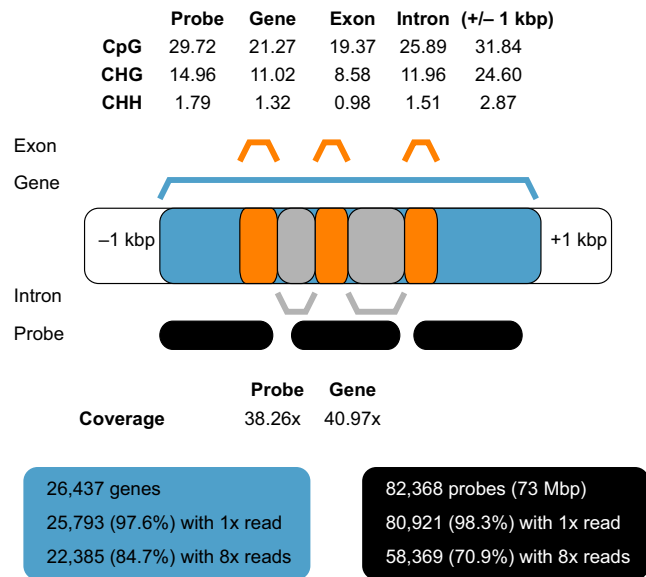 Probe Gene Exon Intron (+/– 1 kbp)
CpG 29.72 21.27 19.37 25.89 31.84
CHG 14.96 11.02 8.58 11.96 24.60
CHH 1.79 1.32 0.98 1.51 2.87
Exon
Gene
–1 kbp +1 kbp
Intron
Probe
Probe Gene
Coverage 38.26x 40.97x
26,437 genes
25,793 (97.6%) with 1x read
22,385 (84.7%) with 8x reads
82,368 probes (73 Mbp)
80,921 (98.3%) with 1x read
58,369 (70.9%) with 8x reads